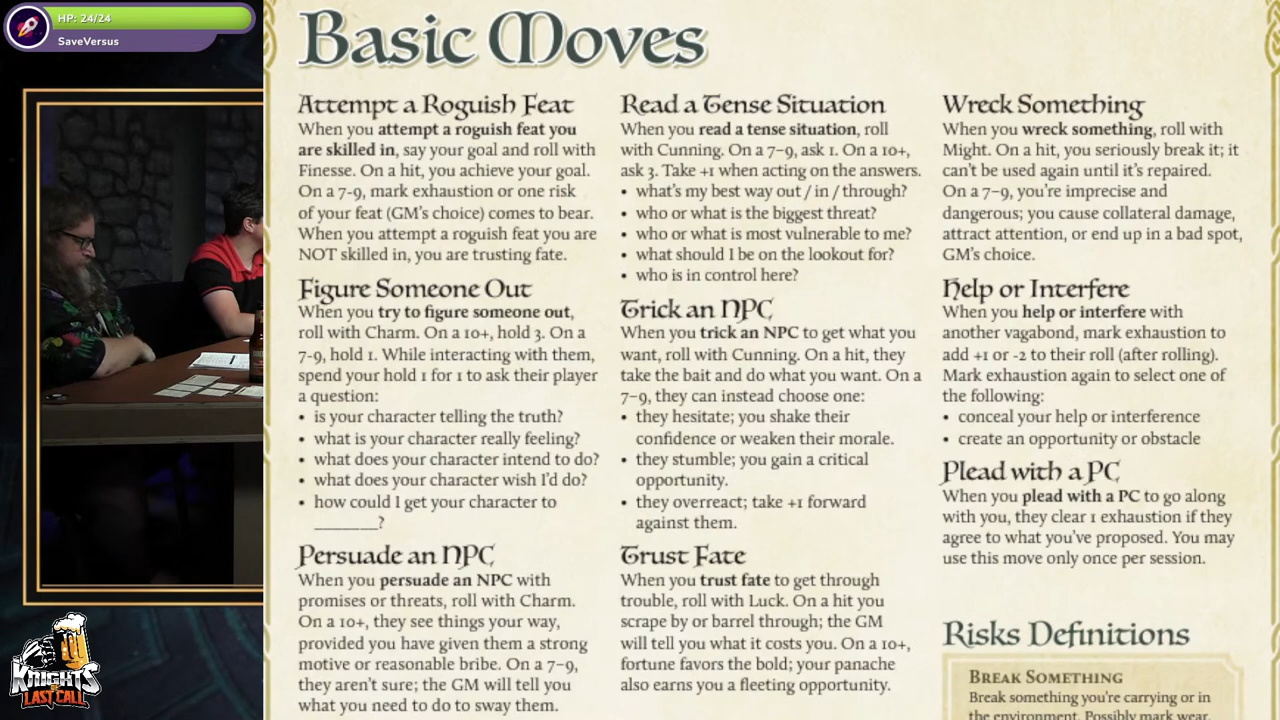 HP: 24/24
SaveVersus
Basic Moves
Attempt a Roguish Feat
When you attempt a roguish feat you
are skilled in, say your goal and roll with
Finesse. On a hit, you achieve your goal.
On a 7-9, mark exhaustion or one risk
of your feat (GM's choice) comes to bear.
When you attempt a roguish feat you are
NOT skilled in, you are trusting fate.
Figure Someone Out
When you try to figure someone out,
roll with Charm. On a 10+, hold 3. On a
7-9, hold 1. While interacting with them,
spend your hold 1 for 1 to ask their player
a question:
• is your character telling the truth?
• what is your character really feeling?
• what does your character intend to do?
• what does your character wish I'd do?
• how could I get your character to
_______?
Persuade an NPC
When you persuade an NPC with
promises or threats, roll with Charm.
On a 10+, they see things your way,
provided you have given them a strong
motive or reasonable bribe. On a 7–9,
they aren't sure; the GM will tell you
what you need to do to sway them.
Read a Tense Situation
When you read a tense situation, roll
with Cunning. On a 7–9, ask 1. On a 10+,
ask 3. Take +1 when acting on the answers.
• what's my best way out / in / through?
• who or what is the biggest threat?
• who or what is most vulnerable to me?
• what should I be on the lookout for?
• who is in control here?
Trick an NPC
When you trick an NPC to get what you
want, roll with Cunning. On a hit, they
take the bait and do what you want. On a
7–9, they can instead choose one:
• they hesitate; you shake their
confidence or weaken their morale.
• they stumble; you gain a critical
opportunity.
• they overreact; take +1 forward
against them.
Trust Fate
When you trust fate to get through
trouble, roll with Luck. On a hit you
scrape by or barrel through; the GM
will tell you what it costs you. On a 10+,
fortune favors the bold; your panache
also earns you a fleeting opportunity.
Wreck Something
When you wreck something, roll with
Might. On a hit, you seriously break it; it
can't be used again until it's repaired.
On a 7–9, you're imprecise and
dangerous; you cause collateral damage,
attract attention, or end up in a bad spot,
GM's choice.
Help or Interfere
When you help or interfere with
another vagabond, mark exhaustion to
add +1 or -2 to their roll (after rolling).
Mark exhaustion again to select one of
the following:
• conceal your help or interference
• create an opportunity or obstacle
Plead with a PC
When you plead with a PC to go along
with you, they clear 1 exhaustion if they
agree to what you've proposed. You may
use this move only once per session.
Risks Definitions
Break Something
Break something you're carrying or in
the environment. Possibly mark wear,
KNIGHTS
LAST CALL